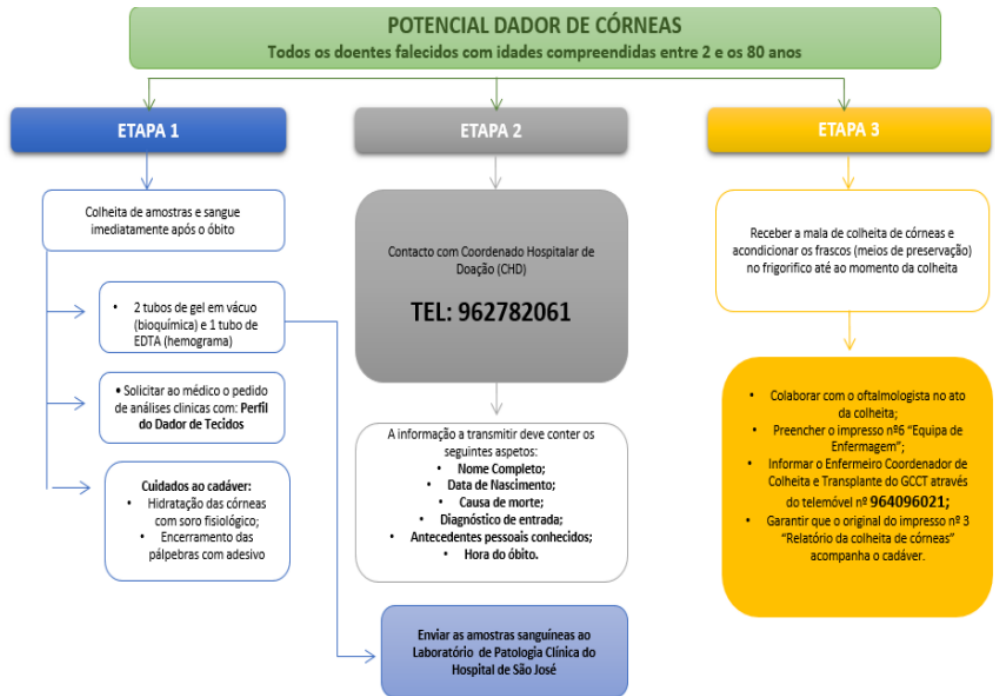 POTENCIAL DADOR DE CÓRNEAS
Todos os doentes falecidos com idades compreendidas entre 2 e os 80 anos
ETAPA 1
Colheita de amostras e sangue
imediatamente após o óbito
• 2 tubos de gel em vácuo
(bioquímica) e 1 tubo de
EDTA (hemograma)
• Solicitar ao médico o pedido
de análises clinicas com: Perfil
do Dador de Tecidos
Cuidados ao cadáver:
• Hidratação das córneas
com soro fisiológico;
• Encerramento das
pálpebras com adesivo
ETAPA 2
Contacto com Coordenado Hospitalar de
Doação (CHD)
TEL: 962782061
A informação a transmitir deve conter os
seguintes aspetos:
• Nome Completo;
• Data de Nascimento;
• Causa de morte;
• Diagnóstico de entrada;
• Antecedentes pessoais conhecidos;
• Hora do óbito.
Enviar as amostras sanguíneas ao
Laboratório de Patologia Clínica do
Hospital de São José
ETAPA 3
Receber a mala de colheita de córneas e
acondicionar os frascos (meios de preservação)
no frigorifico até ao momento da colheita
• Colaborar com o oftalmologista no ato
da colheita;
• Preencher o impresso nº6 “Equipa de
Enfermagem”;
• Informar o Enfermeiro Coordenador de
Colheita e Transplante do GCCT através
do telemóvel nº 964096021;
• Garantir que o original do impresso nº 3
“Relatório da colheita de córneas”
acompanha o cadáver.